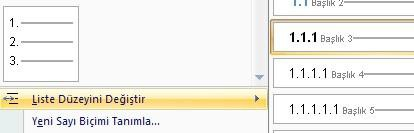 1.
2.
3.
Liste Düzeyini Değiştir
Yeni Sayı Biçimi Tanımla...
1.1 Başlık 2
1.1.1 Başlık 3
1.1.1.1 Başlık 4
1.1.1.1.1 Başlık 5